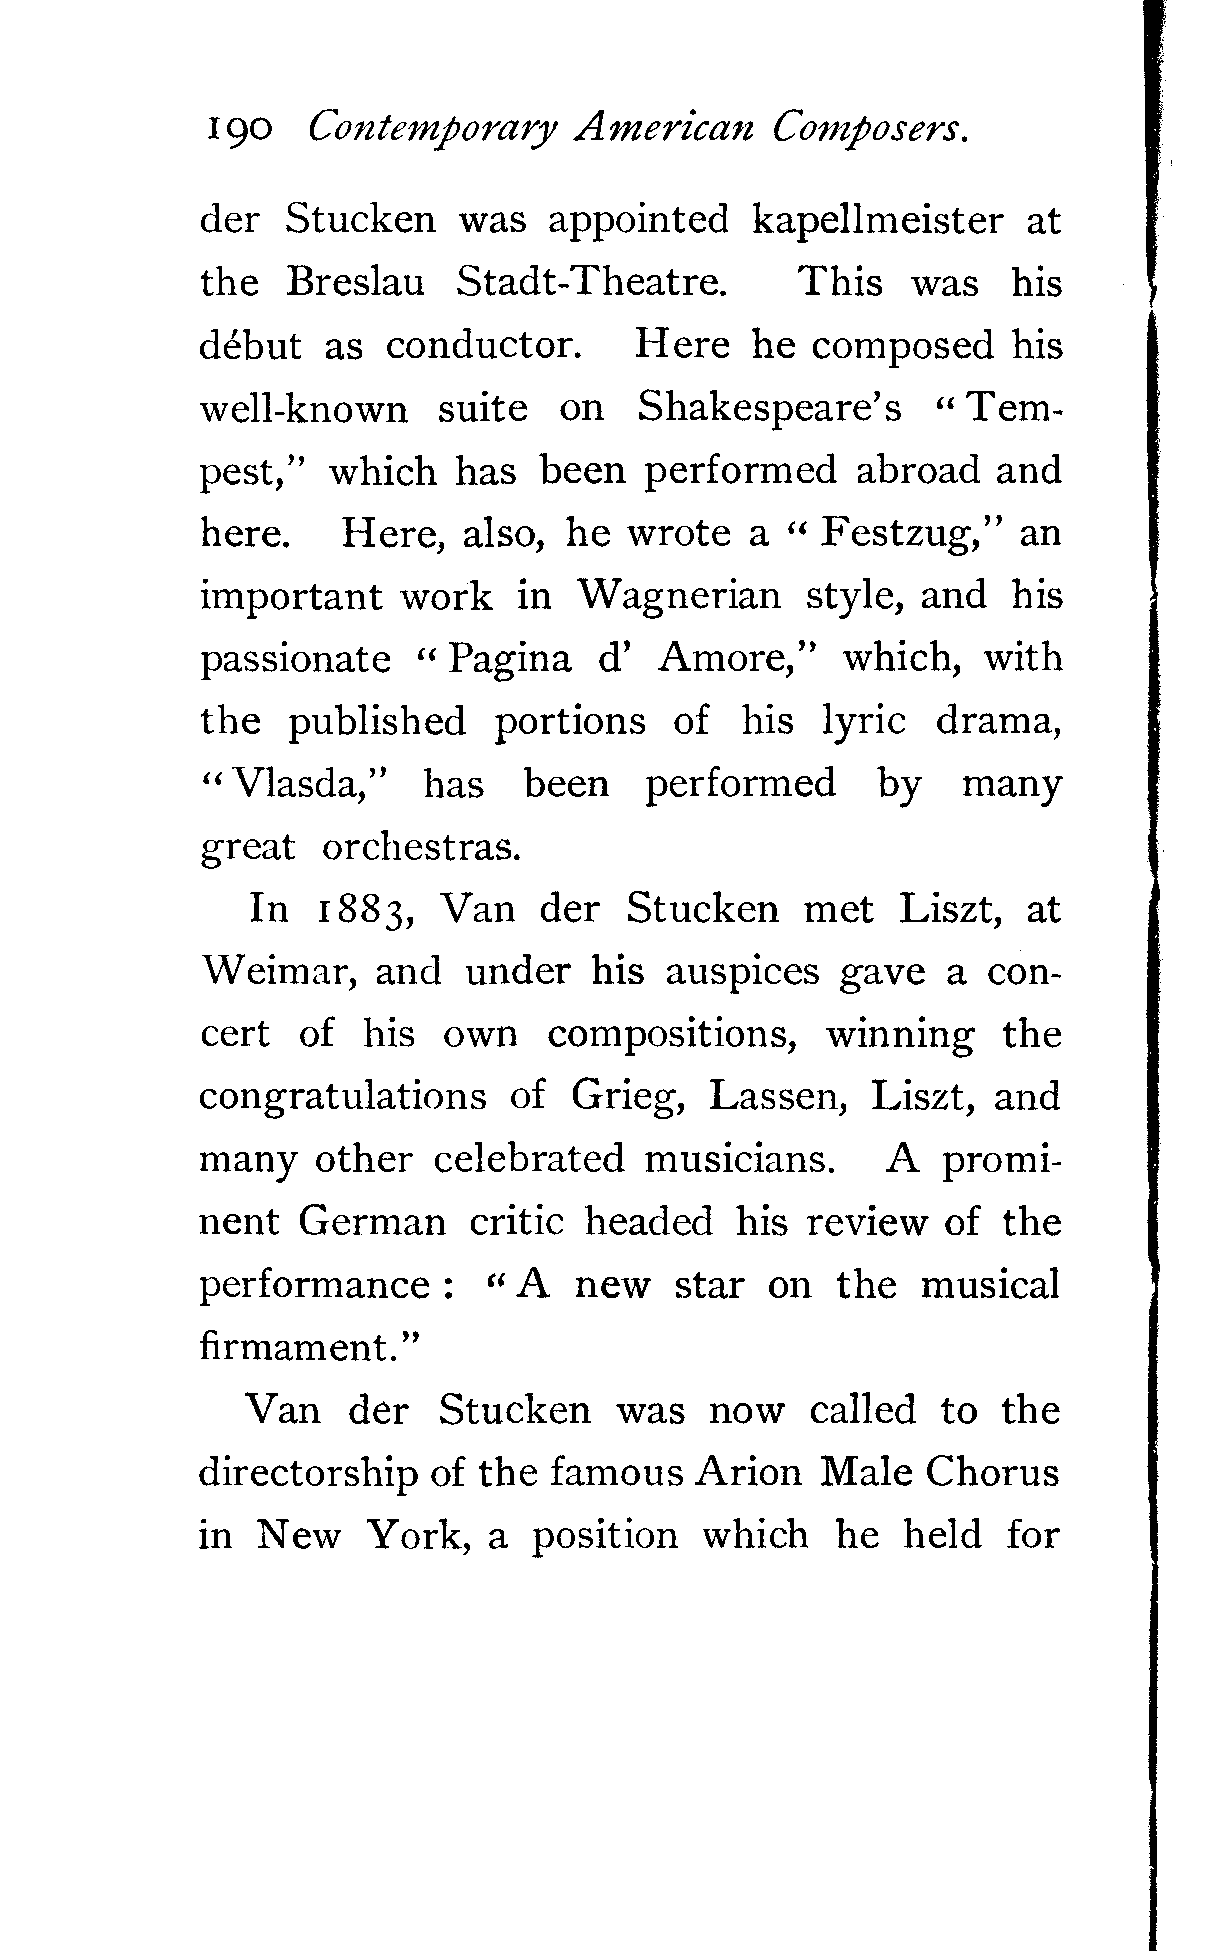 190 Contemporary American Composers.
der Stucken was appointed kapellmeister at
the Breslau Stadt-Theatre. This was his
début as conductor. Here he composed his
well-known suite on Shakespeare's "Tem-
pest," which has been performed abroad and
here. Here, also, he wrote a "Festzug," an
important work in Wagnerian style, and his
passionate "Pagina d' Amore," which, with
the published portions of his lyric drama,
"Vlasda," has been performed by many
great orchestras.
In 1883, Van der Stucken met Liszt, at
Weimar, and under his auspices gave a con-
cert of his own compositions, winning the
congratulations of Grieg, Lassen, Liszt, and
many other celebrated musicians. A promi-
nent German critic headed his review of the
performance: "A new star on the musical
firmament."
Van der Stucken was now called to the
directorship of the famous Arion Male Chorus
in New York, a position which he held for